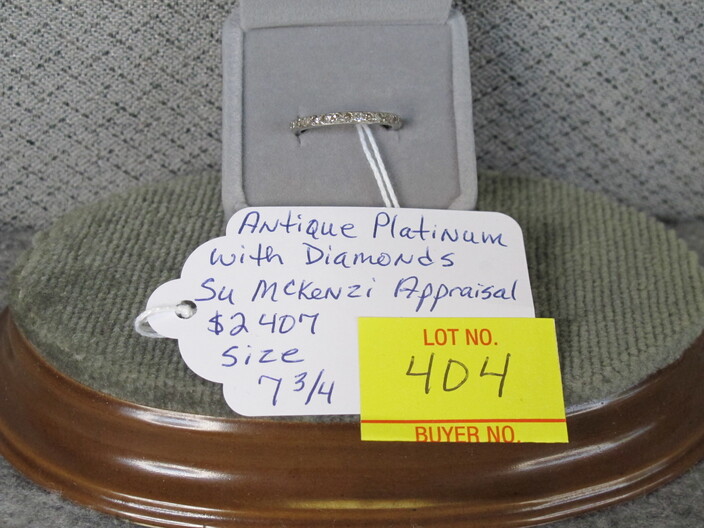 Antique Platinum
with Diamonds
Su McKenzi Appraisal
$2407
Size
7 3/4
LOT NO.
404
BUYER NO.